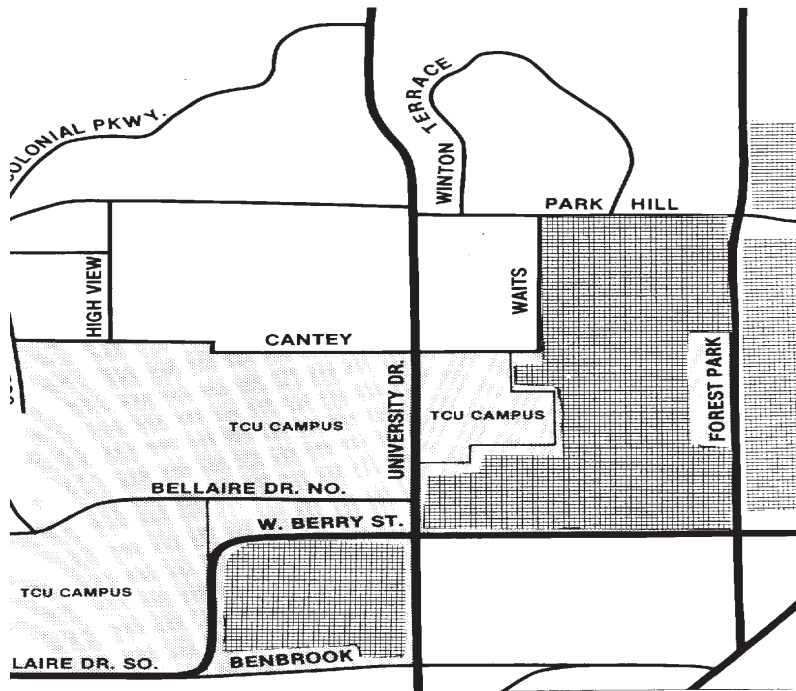 COLONIAL PKWY.
WINTON TERRACE
PARK HILL
HIGH VIEW
WAITS
CANTEY
UNIVERSITY DR.
FOREST PARK
TCU CAMPUS
TCU CAMPUS
BELLAIRE DR. NO.
W. BERRY ST.
TCU CAMPUS
LAIRE DR. SO.
BENBROOK